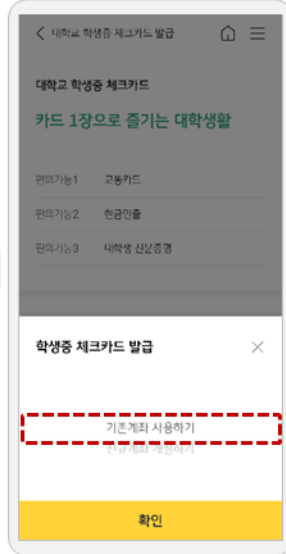 대학교 학생증 체크카드 발급
대학교 학생증 체크카드
카드 1장으로 즐기는 대학생활
편의기능1 교통카드
편의기능2 현금인출
편의기능3 대학생 신분증명
학생증 체크카드 발급
기존계좌 사용하기
신규계좌 개설하기
확인